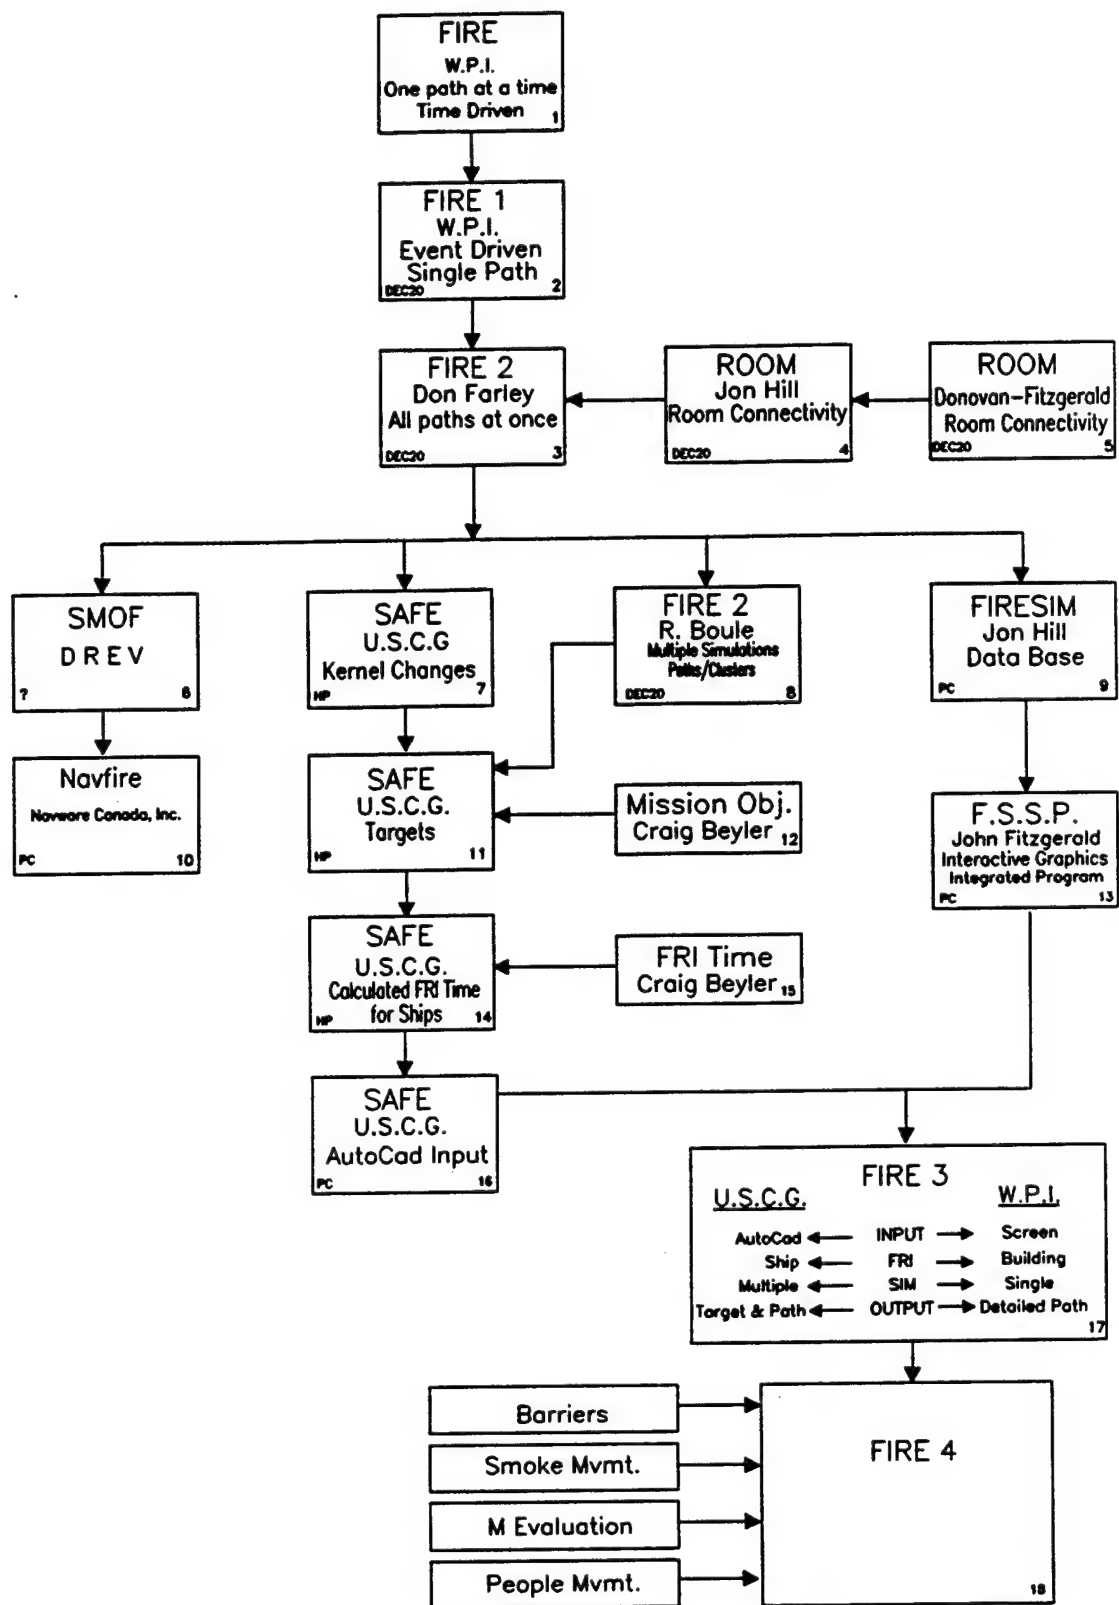 FIRE
W.P.I.
One path at a time
Time Driven
1
FIRE 1
W.P.I.
Event Driven
Single Path
DEC20 2
FIRE 2
Don Farley
All paths at once
DEC20 3
ROOM
Jon Hill
Room Connectivity
DEC20 4
ROOM
Donovan-Fitzgerald
Room Connectivity
DEC20 5
SMOF
DREV
? 6
SAFE
U.S.C.G
Kernel Changes
HP 7
FIRE 2
R. Boule
Multiple Simulations
Paths/Clusters
DEC20 8
FIRESIM
Jon Hill
Data Base
PC 9
Navfire
Navware Canada, Inc.
PC 10
SAFE
U.S.C.G.
Targets
HP 11
Mission Obj.
Craig Beyler 12
F.S.S.P.
John Fitzgerald
Interactive Graphics
Integrated Program
PC 13
SAFE
U.S.C.G.
Calculated FRI Time
for Ships
HP 14
FRI Time
Craig Beyler 15
SAFE
U.S.C.G.
AutoCad Input
PC 16
FIRE 3
U.S.C.G. W.P.I.
AutoCad INPUT Screen
Ship FRI Building
Multiple SIM Single
Target & Path OUTPUT Detailed Path
17
Barriers
Smoke Mvmt.
M Evaluation
People Mvmt.
FIRE 4
18